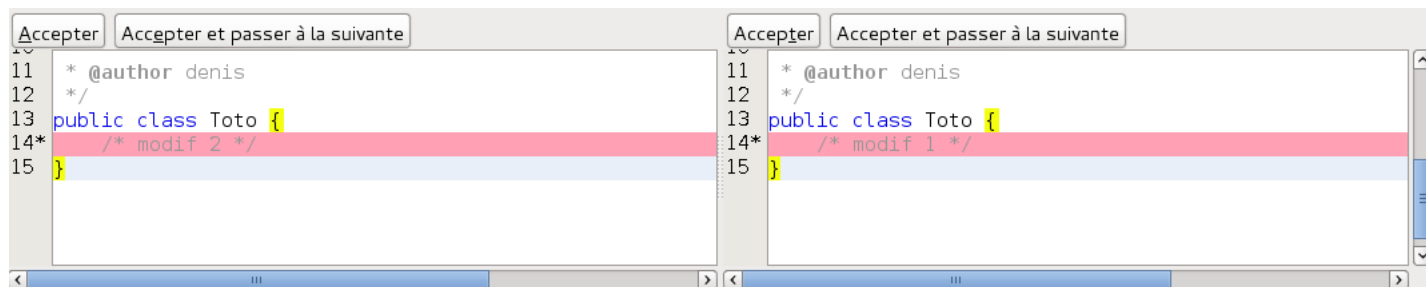 Accepter Accepter et passer à la suivante
11 * @author denis
12 */
13 public class Toto {
14* /* modif 2 */
15 }
Accepter Accepter et passer à la suivante
11 * @author denis
12 */
13 public class Toto {
14* /* modif 1 */
15 }